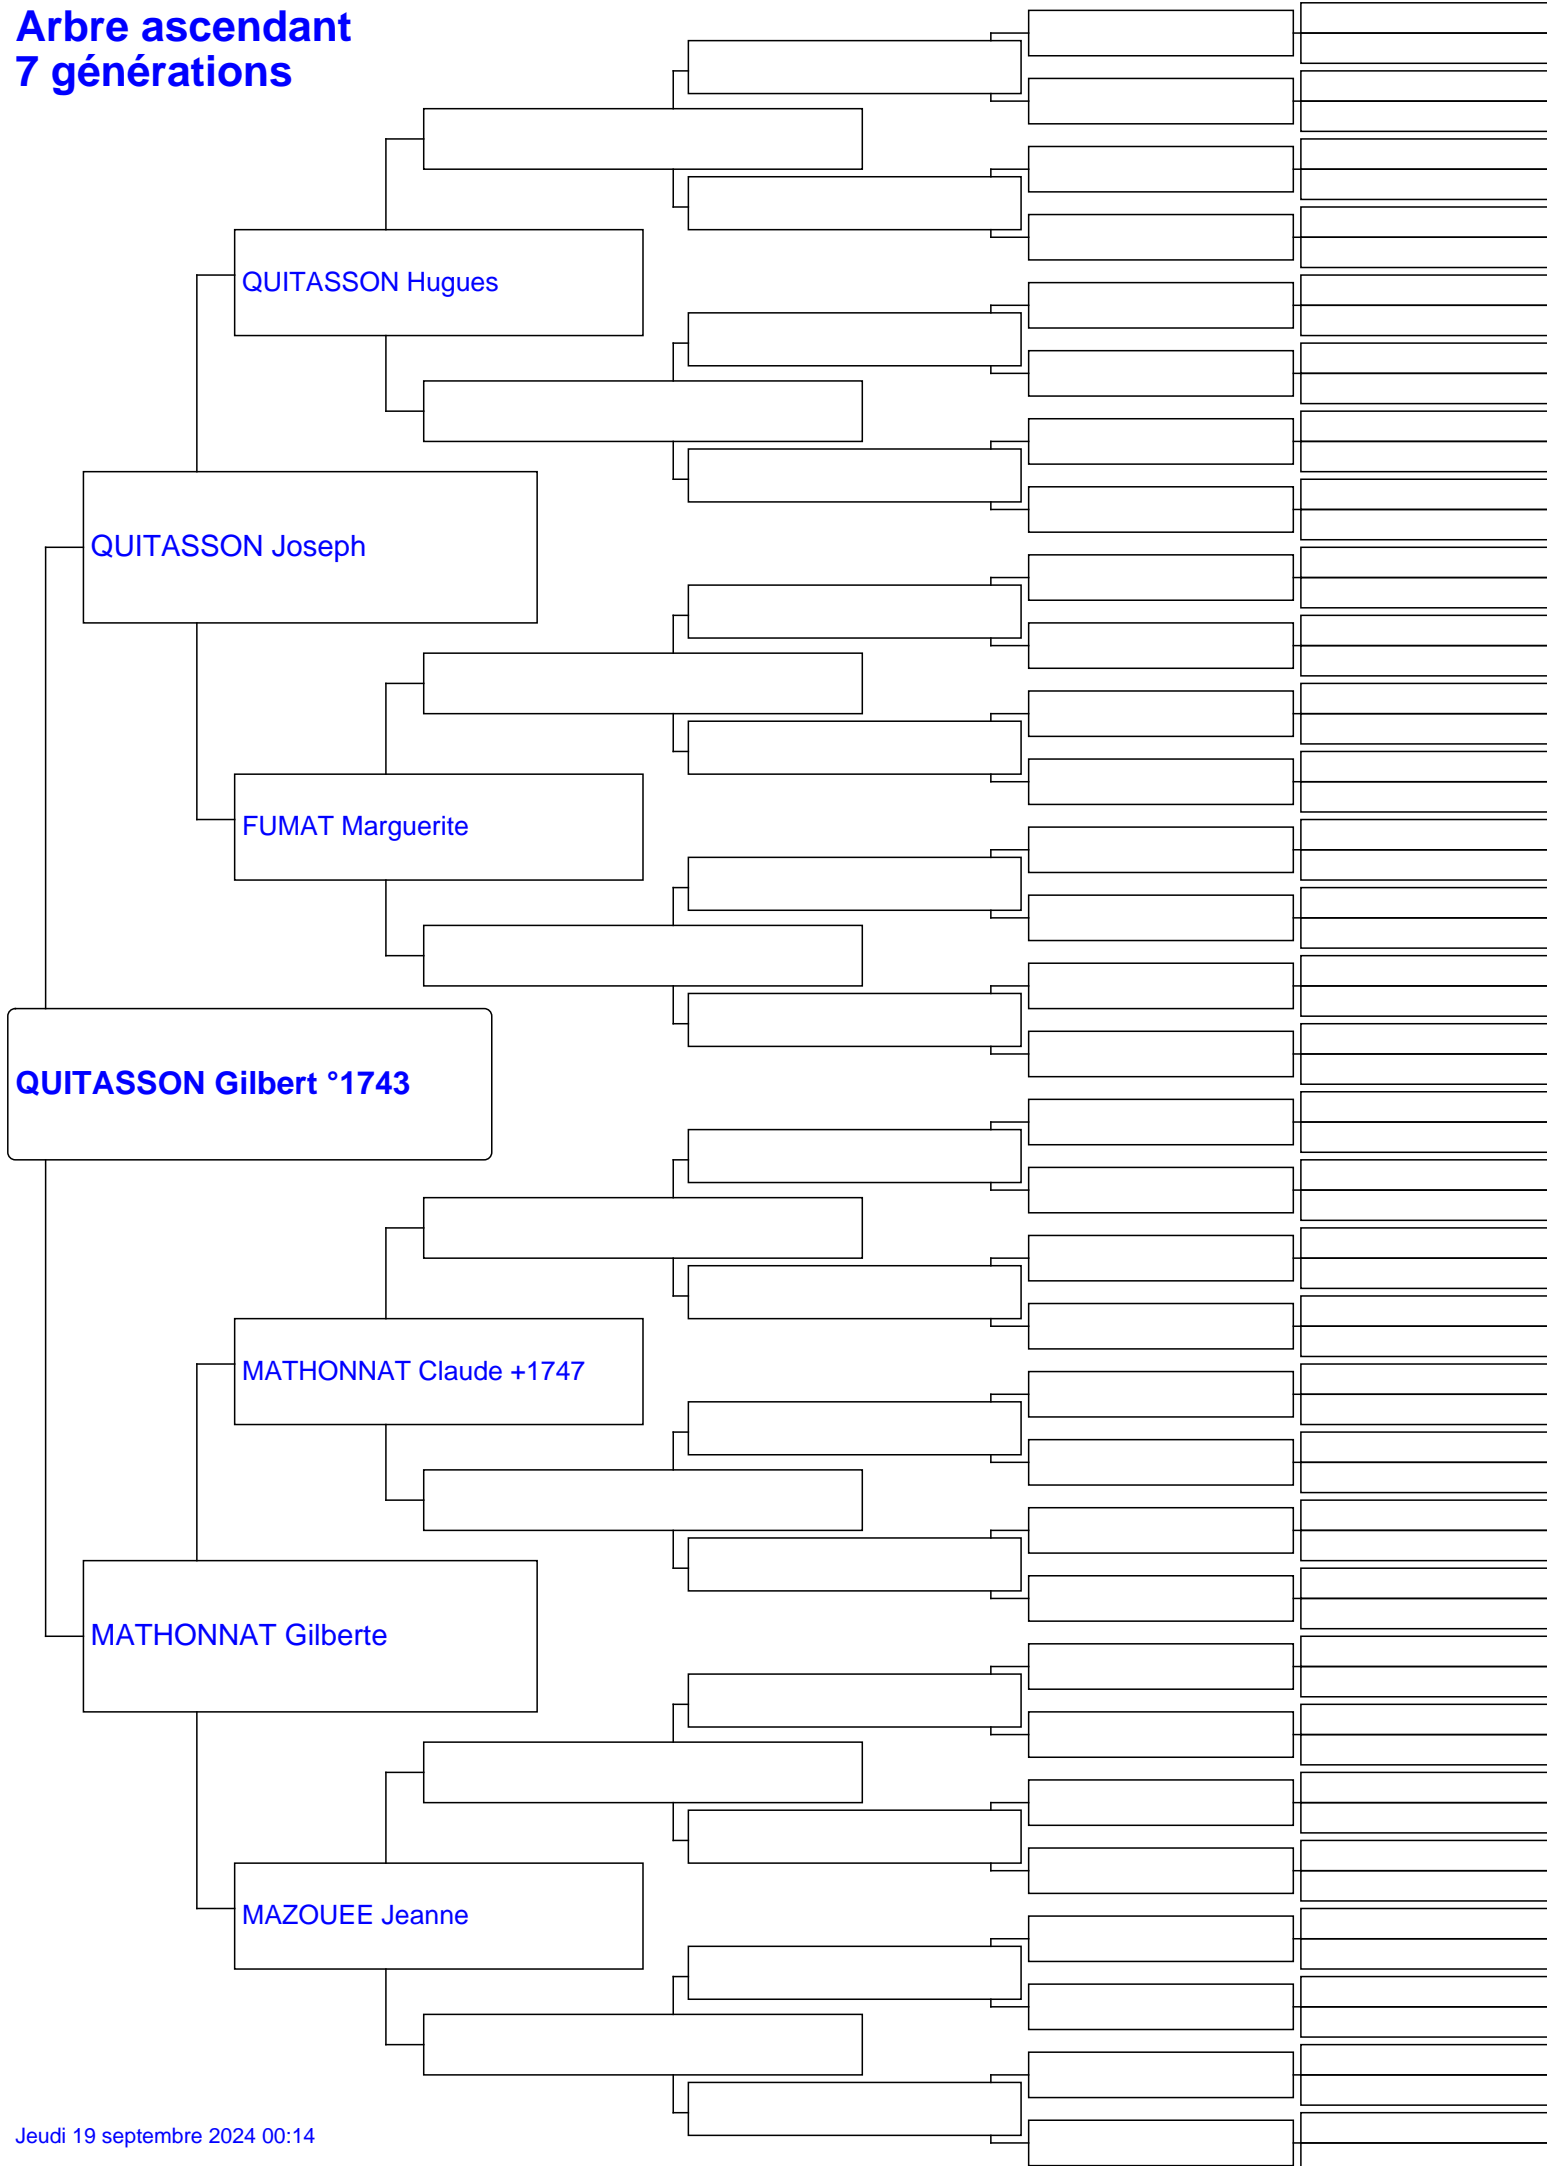 Arbre ascendant
7 générations
QUITASSON Hugues
QUITASSON Joseph
FUMAT Marguerite
QUITASSON Gilbert °1743
MATHONNAT Claude +1747
MATHONNAT Gilberte
MAZOUEE Jeanne
Jeudi 19 septembre 2024 00:14